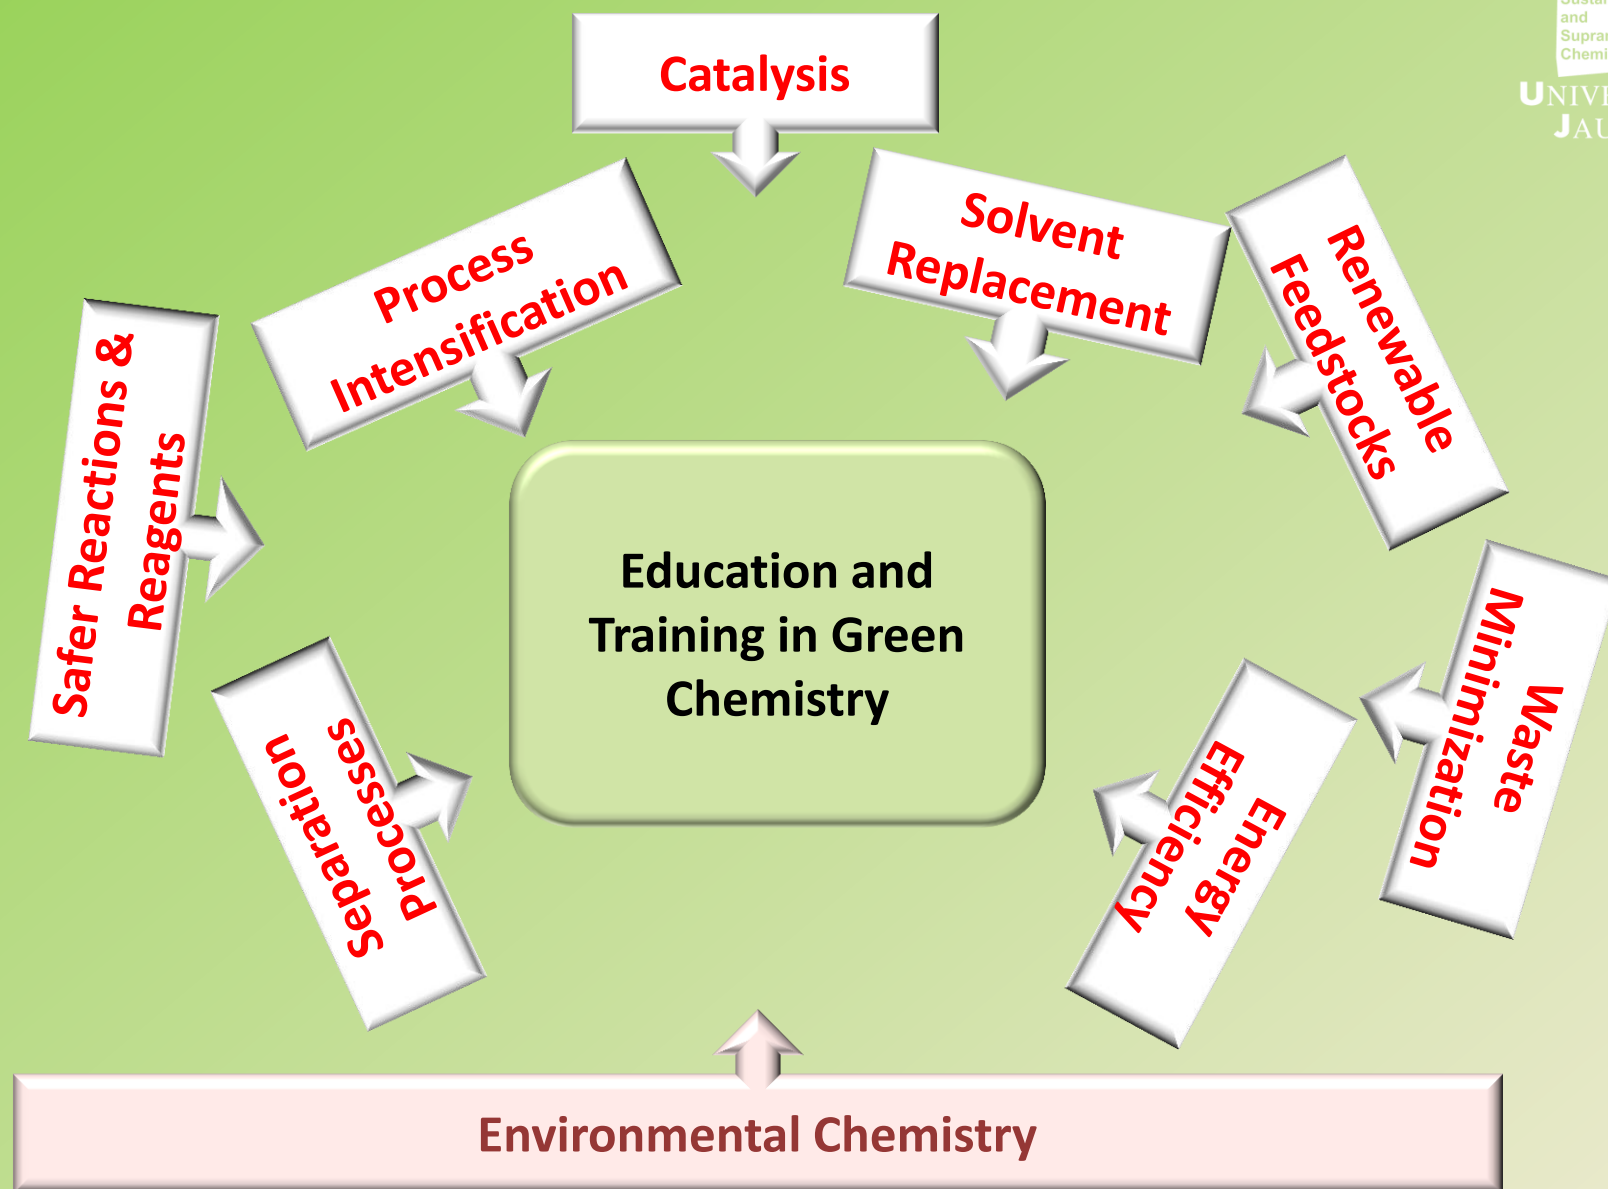 and
Catalysis
Process
Intensification
Solvent
Replacement
Renewable
Feedstocks
Safer Reactions &
Reagents
Education and
Training in Green
Chemistry
Waste
Minimization
Separation
Processes
Energy
Efficiency
Environmental Chemistry